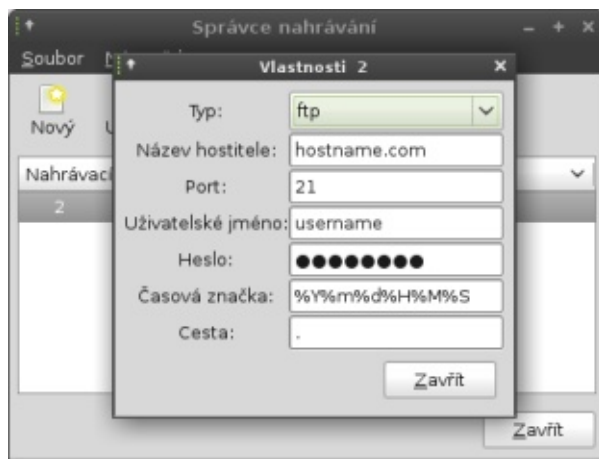 Správce nahrávání
Soubor
Vlastnosti 2
Nový
Typ: ftp
Název hostitele: hostname.com
Nahrávací
Port: 21
2
Uživatelské jméno: username
Heslo: ●●●●●●●●
Časová značka: %Y%m%d%H%M%S
Cesta: .
Zavřít
Zavřít